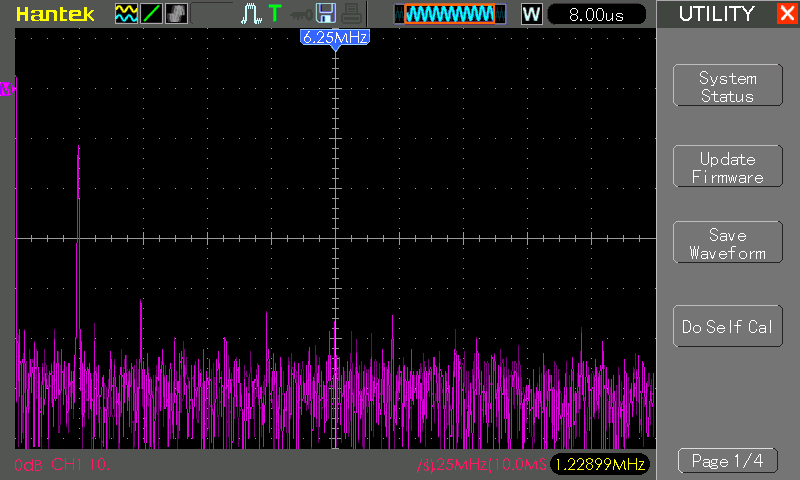 Hantek
T
W
8.00us
UTILITY
6.25MHz
M
System
Status
Update
Firmware
Save
Waveform
Do Self Cal
Page 1/4
0dB CH1 10.
.25MHz(10.0MS
1.22899MHz